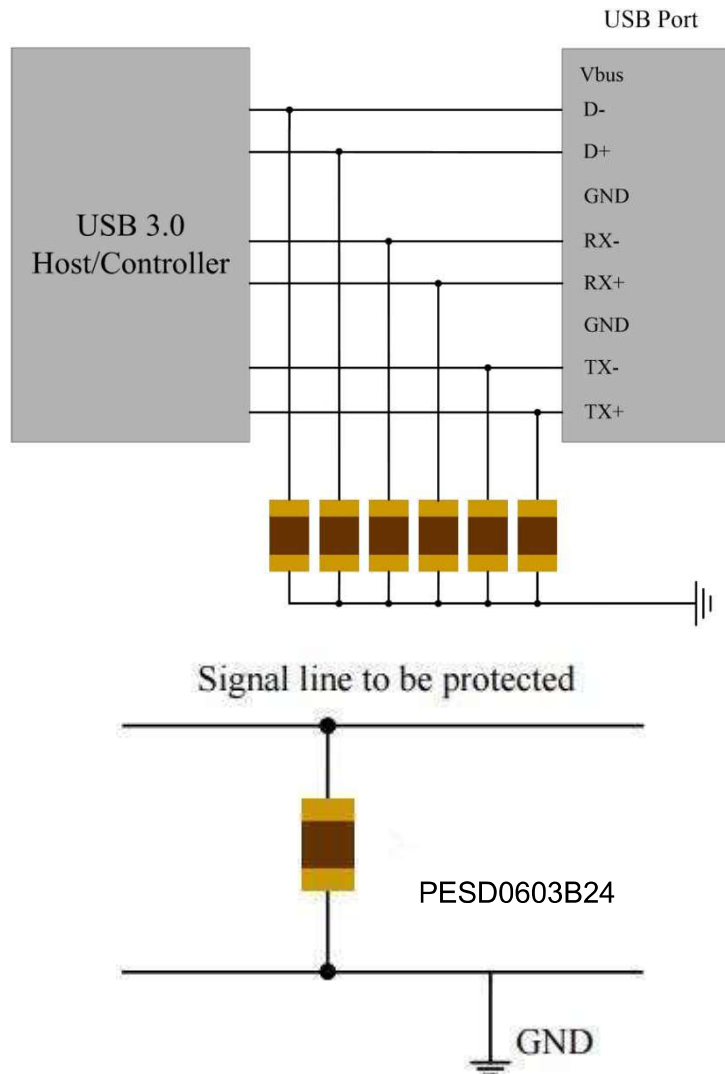 USB Port
Vbus
D-
D+
GND
USB 3.0
Host/Controller
RX-
RX+
GND
TX-
TX+
Signal line to be protected
PESD0603B24
GND